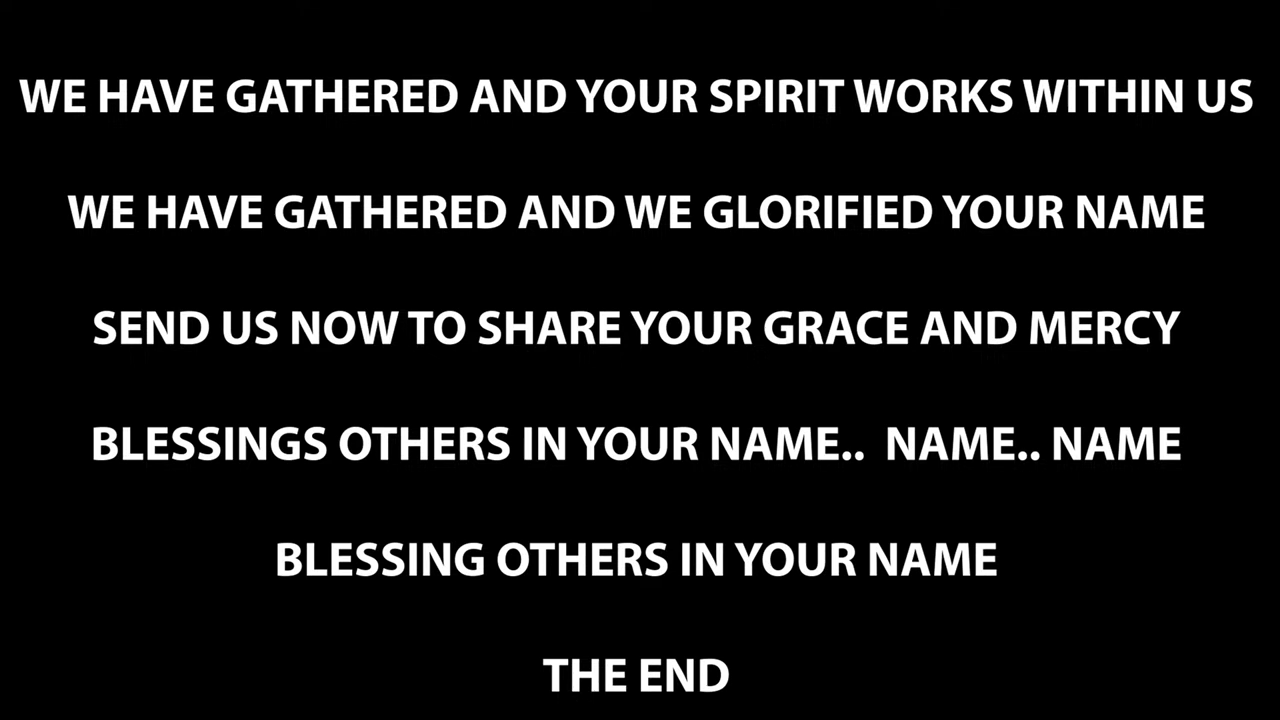 WE HAVE GATHERED AND YOUR SPIRIT WORKS WITHIN US
WE HAVE GATHERED AND WE GLORIFIED YOUR NAME
SEND US NOW TO SHARE YOUR GRACE AND MERCY
BLESSINGS OTHERS IN YOUR NAME..  NAME.. NAME
BLESSING OTHERS IN YOUR NAME
THE END